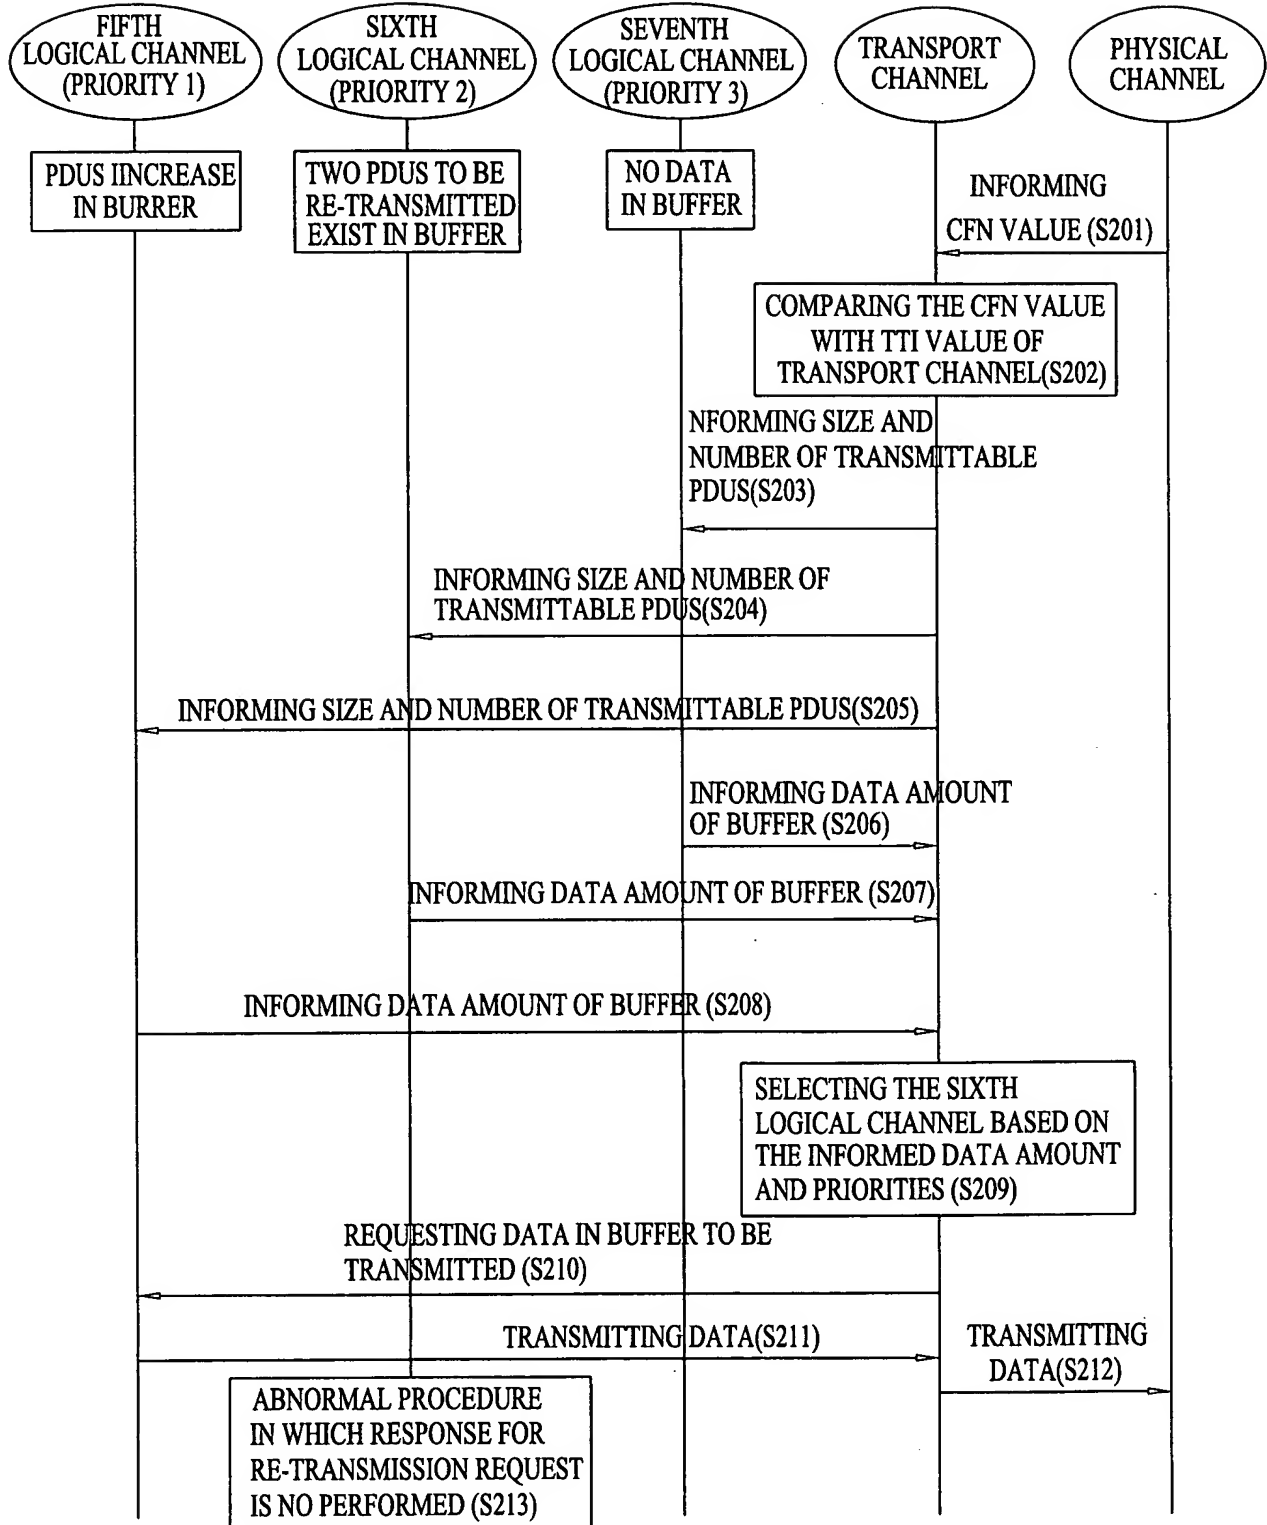 FIFTH
LOGICAL CHANNEL
(PRIORITY 1)
SIXTH
LOGICAL CHANNEL
(PRIORITY 2)
SEVENTH
LOGICAL CHANNEL
(PRIORITY 3)
TRANSPORT
CHANNEL
PHYSICAL
CHANNEL
PDUS IINCREASE
IN BURRER
TWO PDUS TO BE
RE-TRANSMITTED
EXIST IN BUFFER
NO DATA
IN BUFFER
INFORMING
CFN VALUE (S201)
COMPARING THE CFN VALUE
WITH TTI VALUE OF
TRANSPORT CHANNEL(S202)
NFORMING SIZE AND
NUMBER OF TRANSMITTABLE
PDUS(S203)
INFORMING SIZE AND NUMBER OF
TRANSMITTABLE PDUS(S204)
INFORMING SIZE AND NUMBER OF TRANSMITTABLE PDUS(S205)
INFORMING DATA AMOUNT
OF BUFFER (S206)
INFORMING DATA AMOUNT OF BUFFER (S207)
INFORMING DATA AMOUNT OF BUFFER (S208)
SELECTING THE SIXTH
LOGICAL CHANNEL BASED ON
THE INFORMED DATA AMOUNT
AND PRIORITIES (S209)
REQUESTING DATA IN BUFFER TO BE
TRANSMITTED (S210)
TRANSMITTING DATA(S211)
TRANSMITTING
DATA(S212)
ABNORMAL PROCEDURE
IN WHICH RESPONSE FOR
RE-TRANSMISSION REQUEST
IS NO PERFORMED (S213)